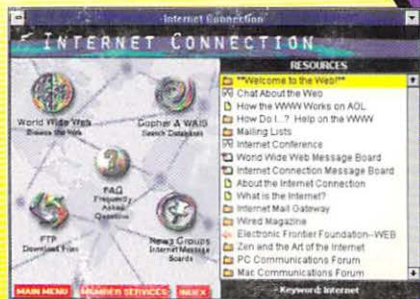 Internet Connection
INTERNET CONNECTION
World Wide Web
Browse the Web
Gopher & WAIS
Search Databases
FAQ
Frequently
Asked
Question
FTP
Download Files
News Groups
Internet Message
Boards
MAIN MENU
MEMBER SERVICES
INDEX
RESOURCES
**Welcome to the Web!**
Chat About the Web
How the WWW Works on AOL
How Do I...? Help on the WWW
Mailing Lists
Internet Conference
World Wide Web Message Board
Internet Connection Message Board
About the Internet Connection
What is the Internet?
Internet Mail Gateway
Wired Magazine
Electronic Frontier Foundation--WEB
Zen and the Art of the Internet
PC Communications Forum
Mac Communications Forum
Keyword: Internet